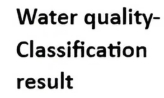 Water quality-
Classification
result